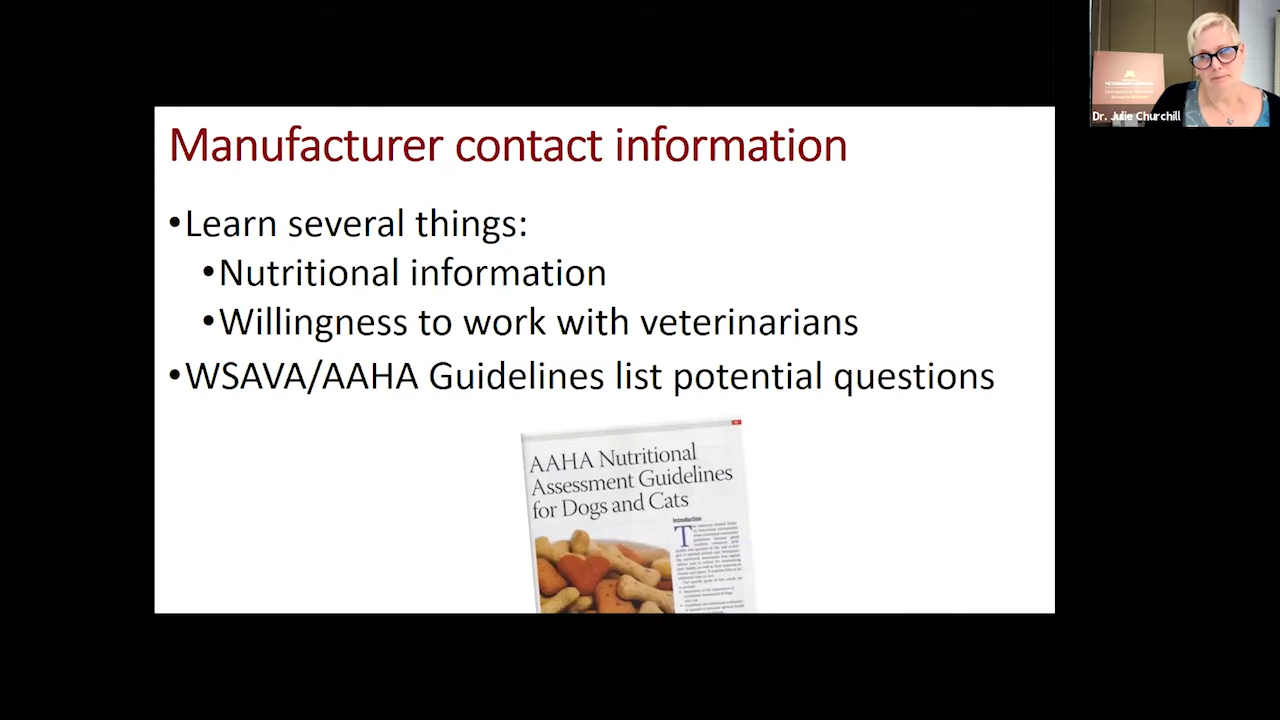 Manufacturer contact information
•Learn several things:
•Nutritional information
•Willingness to work with veterinarians
•WSAVA/AAHA Guidelines list potential questions
AAHA Nutritional
Assessment Guidelines
for Dogs and Cats
Introduction
Dr. Julie Churchill